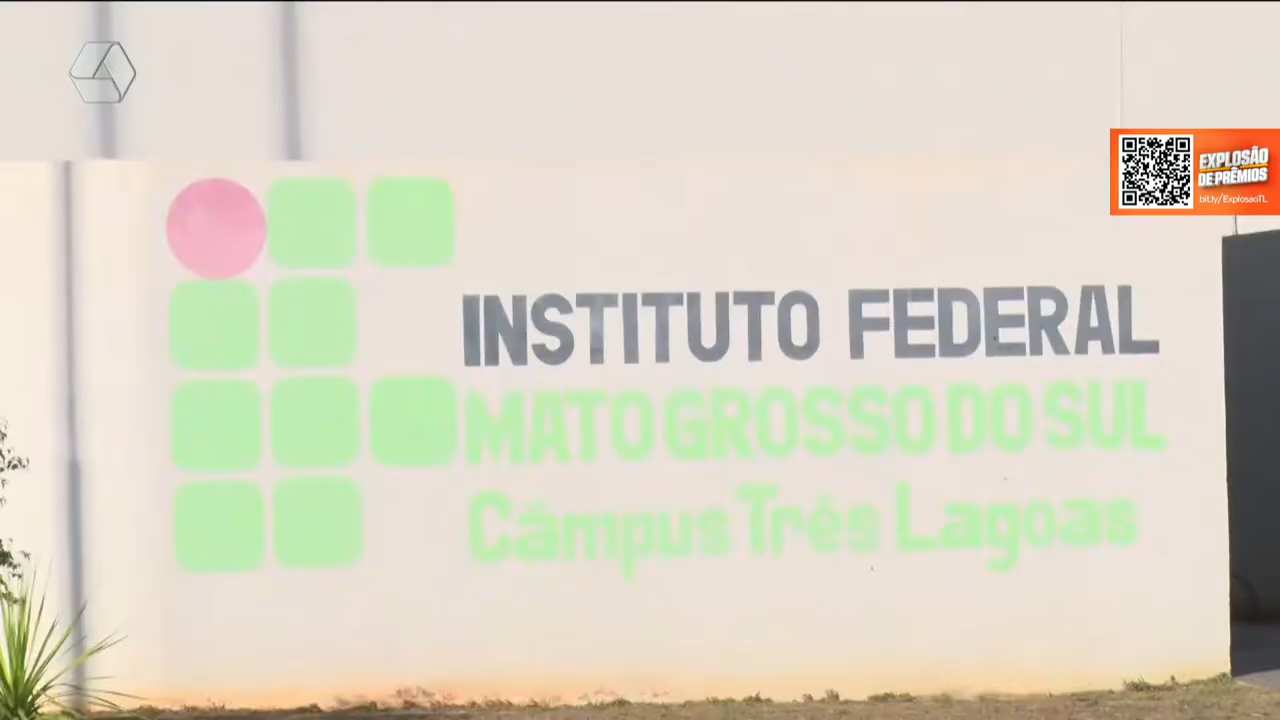 EXPLOSÃO
DE PRÊMIOS
bit.ly/ExplosaoTL
INSTITUTO FEDERAL
MATO GROSSO DO SUL
Câmpus Três Lagoas